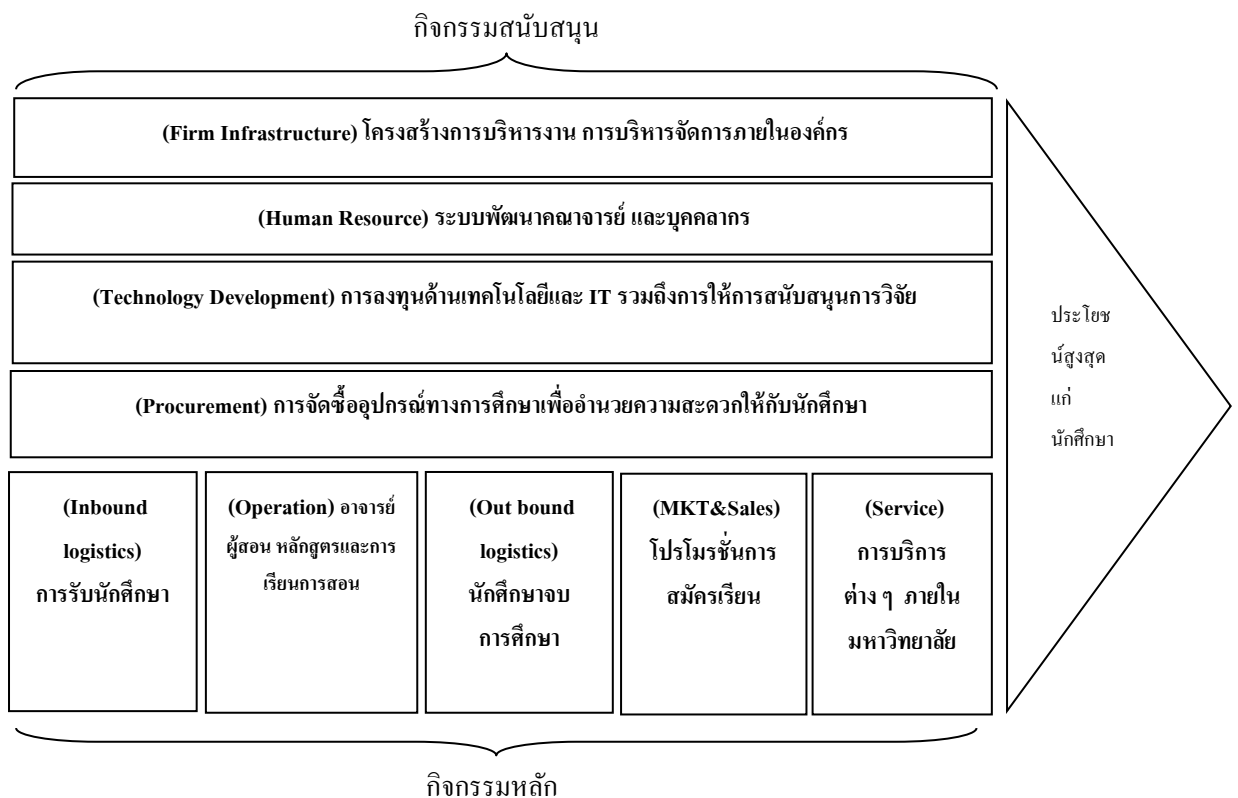 กิจกรรมสนับสนุน
(Firm Infrastructure) โครงสร้างการบริหารงาน การบริหารจัดการภายในองค์กร
(Human Resource) ระบบพัฒนาคณาจารย์ และบุคคลากร
(Technology Development) การลงทุนด้านเทคโนโลยีและ IT รวมถึงการให้การสนับสนุนการวิจัย
(Procurement) การจัดซื้ออุปกรณ์ทางการศึกษาเพื่ออำนวยความสะดวกให้กับนักศึกษา
ประโยช
น์สูงสุด
แก่
นักศึกษา
(Inbound
logistics)
การรับนักศึกษา
(Operation) อาจารย์
ผู้สอน หลักสูตรและการ
เรียนการสอน
(Out bound
logistics)
นักศึกษาจบ
การศึกษา
(MKT&Sales)
โปรโมรชั่นการ
สมัครเรียน
(Service)
การบริการ
ต่าง ๆ ภายใน
มหาวิทยาลัย
กิจกรรมหลัก